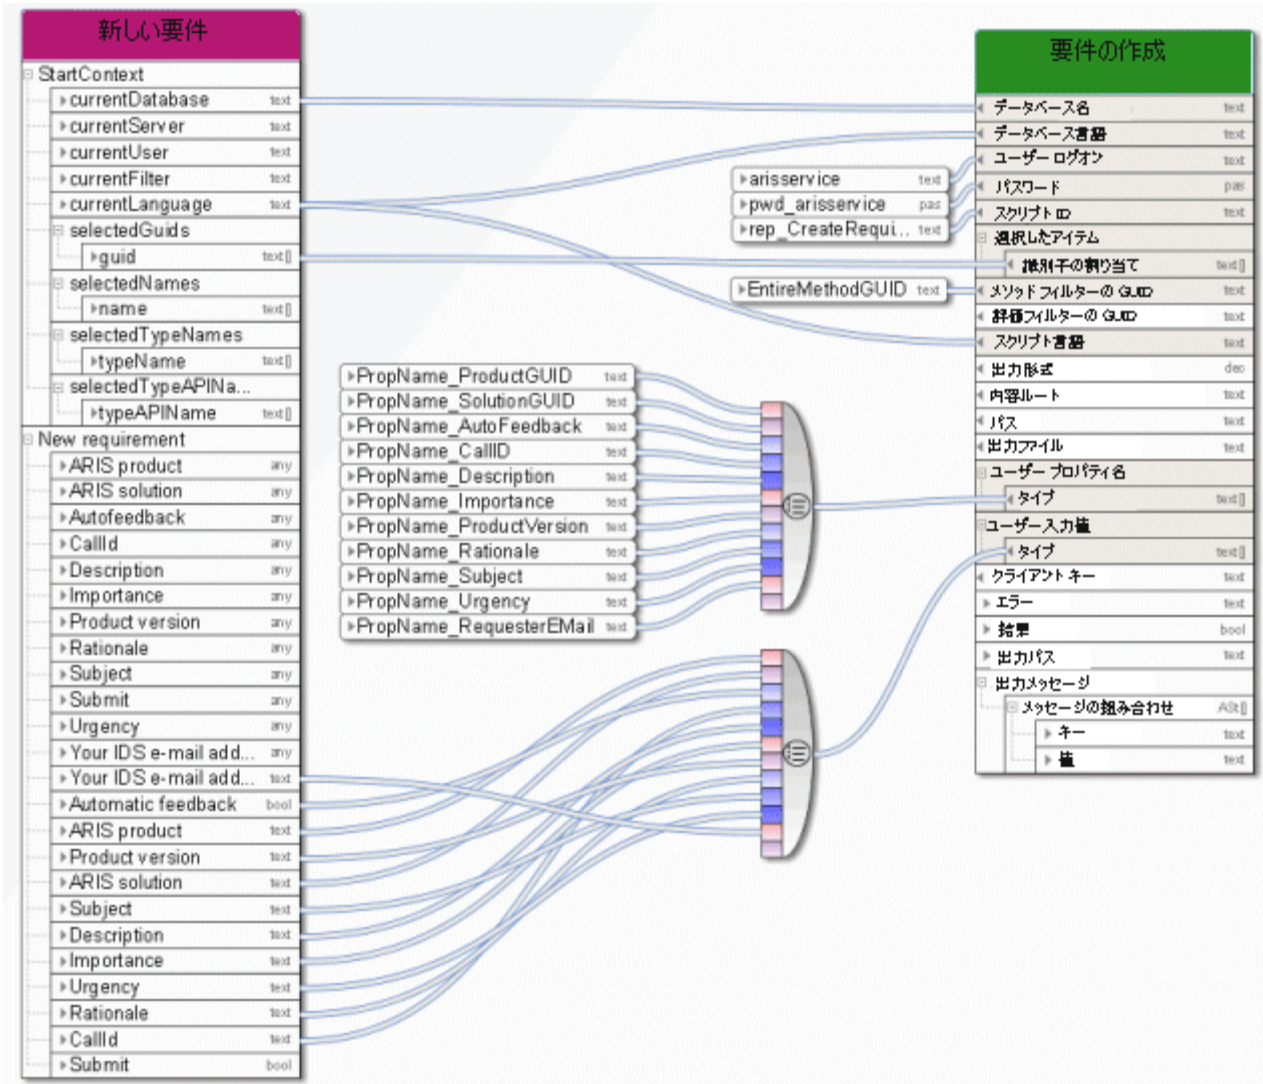 新しい要件
StartContext
currentDatabase text
currentServer text
currentUser text
currentFilter text
currentLanguage text
selectedGuids
guid text[]
selectedNames
name text[]
selectedTypeNames
typeName text[]
selectedTypeAPINa...
typeAPIName text[]
New requirement
ARIS product any
ARIS solution any
Autofeedback any
CallId any
Description any
Importance any
Product version any
Rationale any
Subject any
Submit any
Urgency any
Your IDS e-mail add... any
Your IDS e-mail add... text
Automatic feedback bool
ARIS product text
Product version text
ARIS solution text
Subject text
Description text
Importance text
Urgency text
Rationale text
CallId text
Submit bool
arisservice text
pwd_arisservice pas
rep_CreateRequi... text
EntireMethodGUID text
PropName_ProductGUID text
PropName_SolutionGUID text
PropName_AutoFeedback text
PropName_CallID text
PropName_Description text
PropName_Importance text
PropName_ProductVersion text
PropName_Rationale text
PropName_Subject text
PropName_Urgency text
PropName_RequesterEMail text
要件の作成
データベース名 text
データベース言語 text
ユーザー ログオン text
パスワード pas
スクリプト ID text
選択したアイテム
識別子の割り当て text[]
メソッド フィルターの GUID text
評価フィルターの GUID text
スクリプト言語 text
出力形式 dec
内容ルート text
パス text
出力ファイル text
ユーザー プロパティ名
タイプ text[]
ユーザー入力値
タイプ text[]
クライアント キー text
エラー text
結果 bool
出力パス text
出力メッセージ
メッセージの組み合わせ ASt[]
キー text
値 text